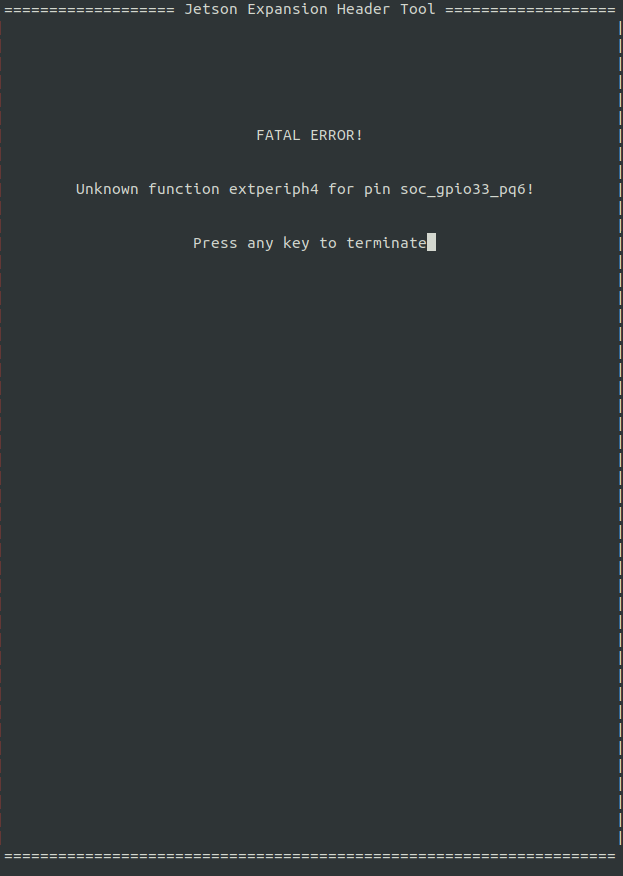 =================== Jetson Expansion Header Tool ===================
FATAL ERROR!
Unknown function extperiph4 for pin soc_gpio33_pq6!
Press any key to terminate
====================================================================